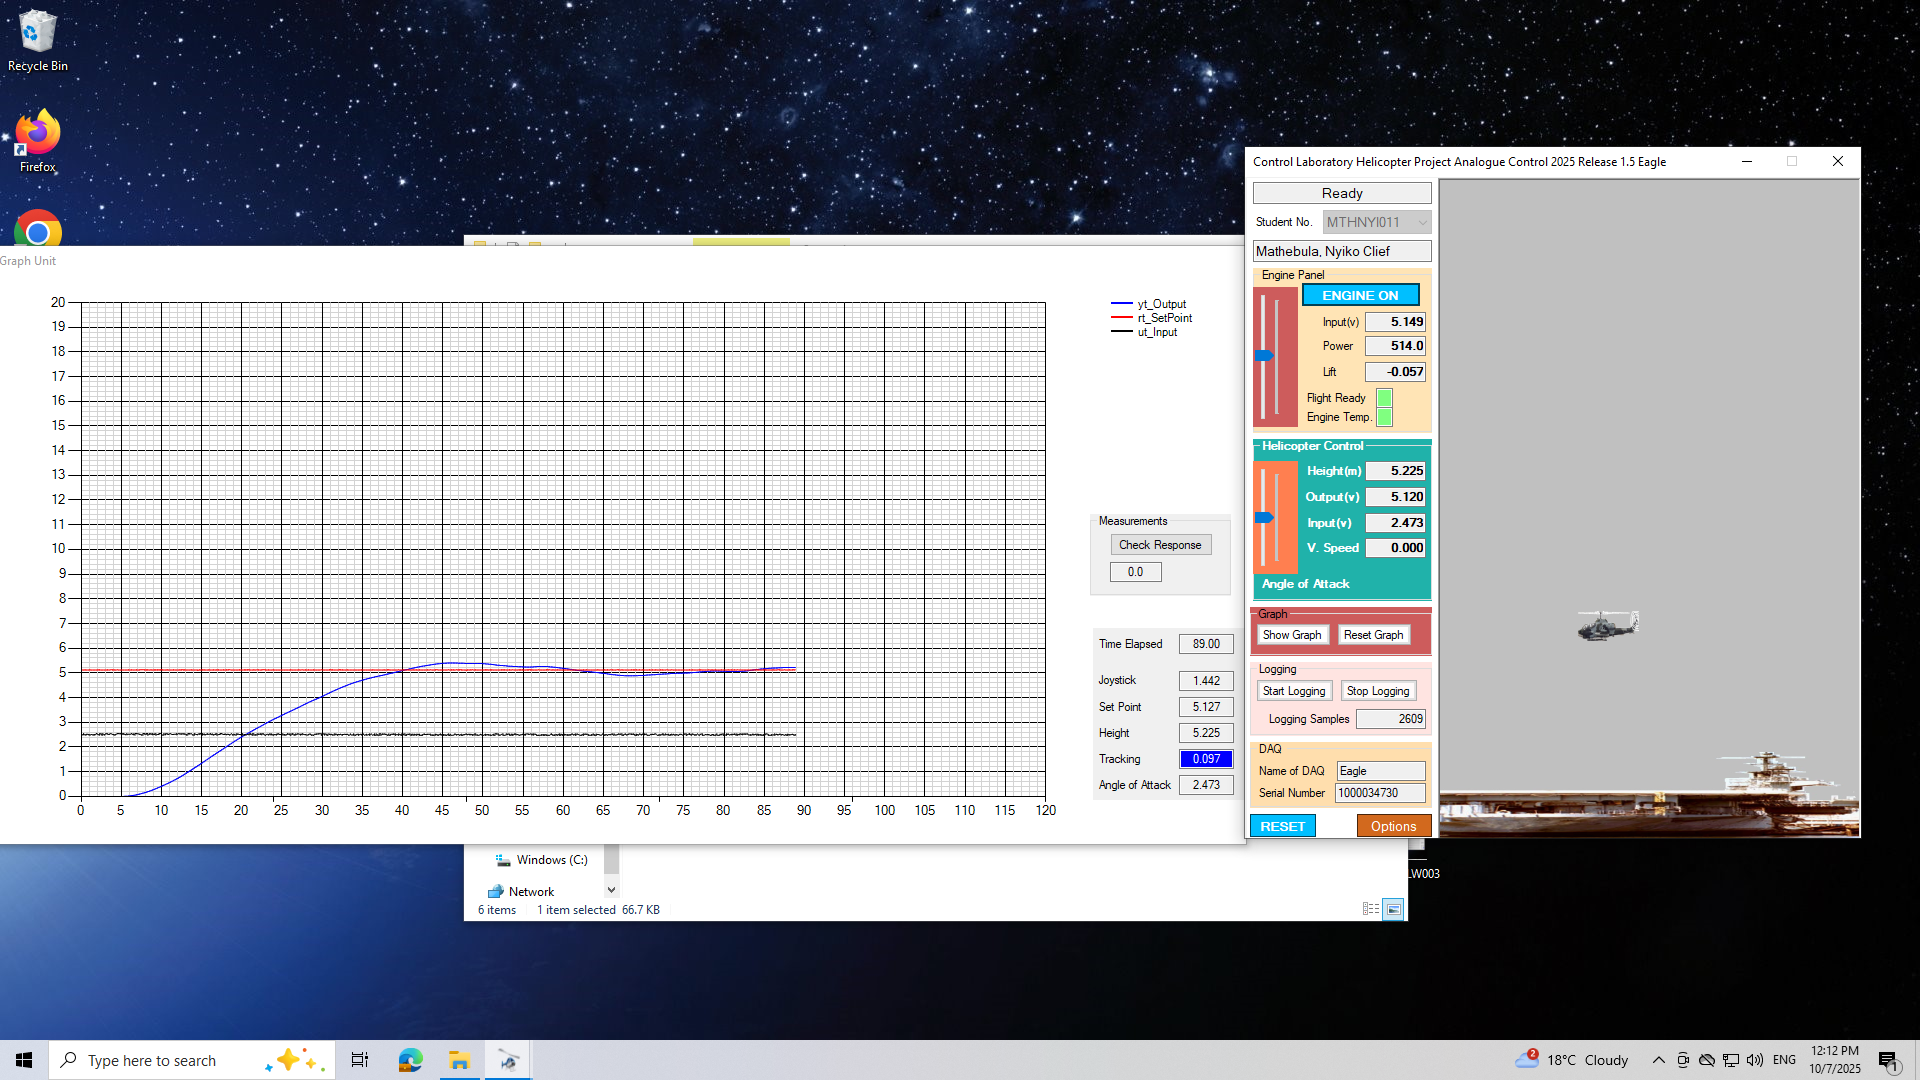 Recycle Bin
Firefox
Graph Unit
20
19
18
17
16
15
14
13
12
11
10
9
8
7
6
5
4
3
2
1
0
0 5 10 15 20 25 30 35 40 45 50 55 60 65 70 75 80 85 90 95 100 105 110 115 120
yt_Output
rt_SetPoint
ut_Input
Measurements
Check Response
0.0
Time Elapsed 89.00
Joystick 1.442
Set Point 5.127
Height 5.225
Tracking 0.097
Angle of Attack 2.473
Control Laboratory Helicopter Project Analogue Control 2025 Release 1.5 Eagle
Ready
Student No. MTHNYI011
Mathebula, Nyiko Clief
Engine Panel
ENGINE ON
Input(v) 5.149
Power 514.0
Lift -0.057
Flight Ready
Engine Temp.
Helicopter Control
Height(m) 5.225
Output(v) 5.120
Input(v) 2.473
V. Speed 0.000
Angle of Attack
Graph
Show Graph Reset Graph
Logging
Start Logging Stop Logging
Logging Samples 2609
DAQ
Name of DAQ Eagle
Serial Number 1000034730
RESET Options
Windows (C:)
Network
6 items 1 item selected 66.7 KB
LW003
Type here to search
2
18°C Cloudy
ENG
12:12 PM
10/7/2025
1